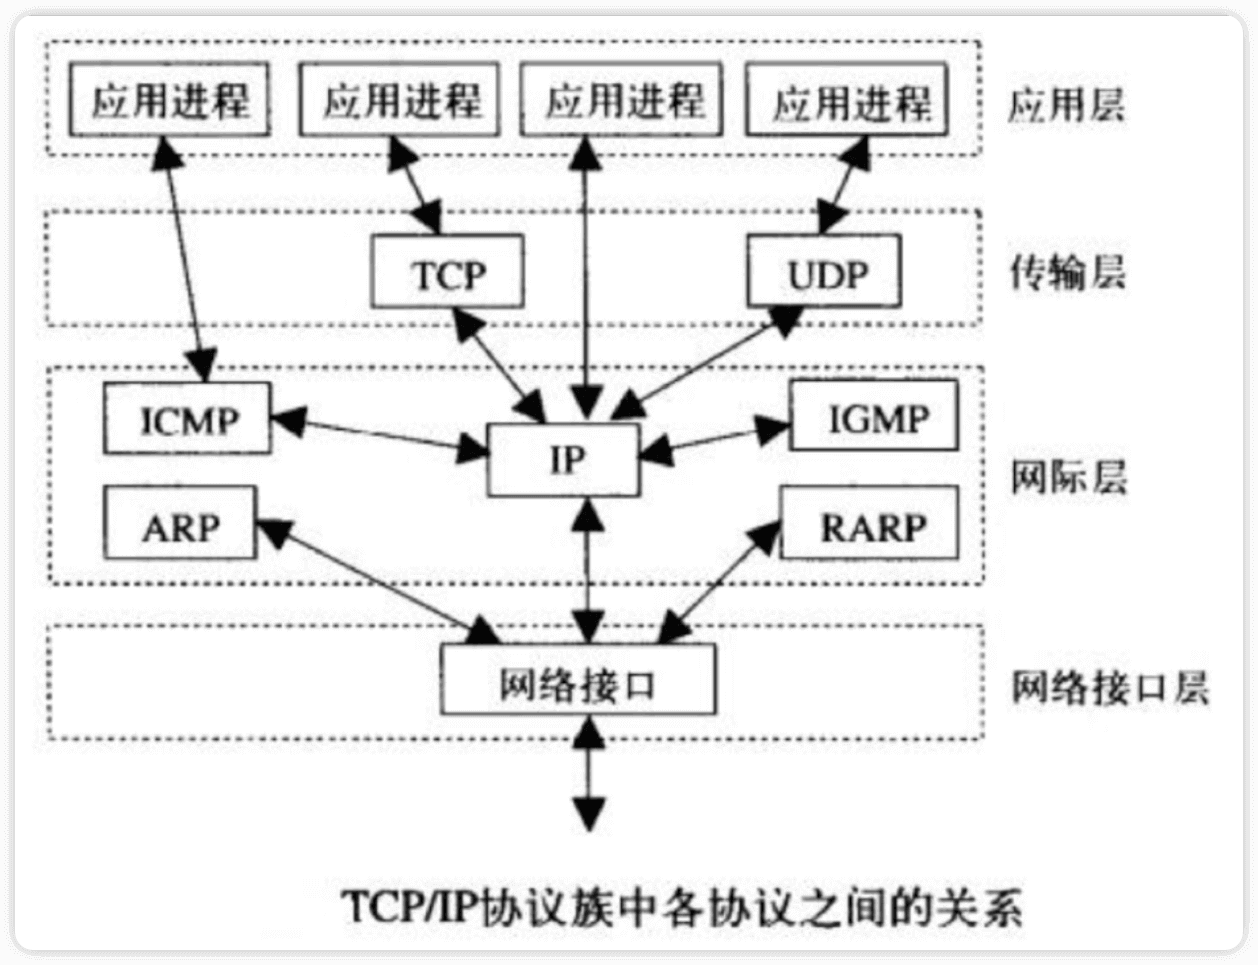 应用进程 应用进程 应用进程 应用进程 应用层
TCP UDP 传输层
ICMP IP IGMP
网际层
ARP RARP
网络接口 网络接口层
TCP/IP协议族中各协议之间的关系